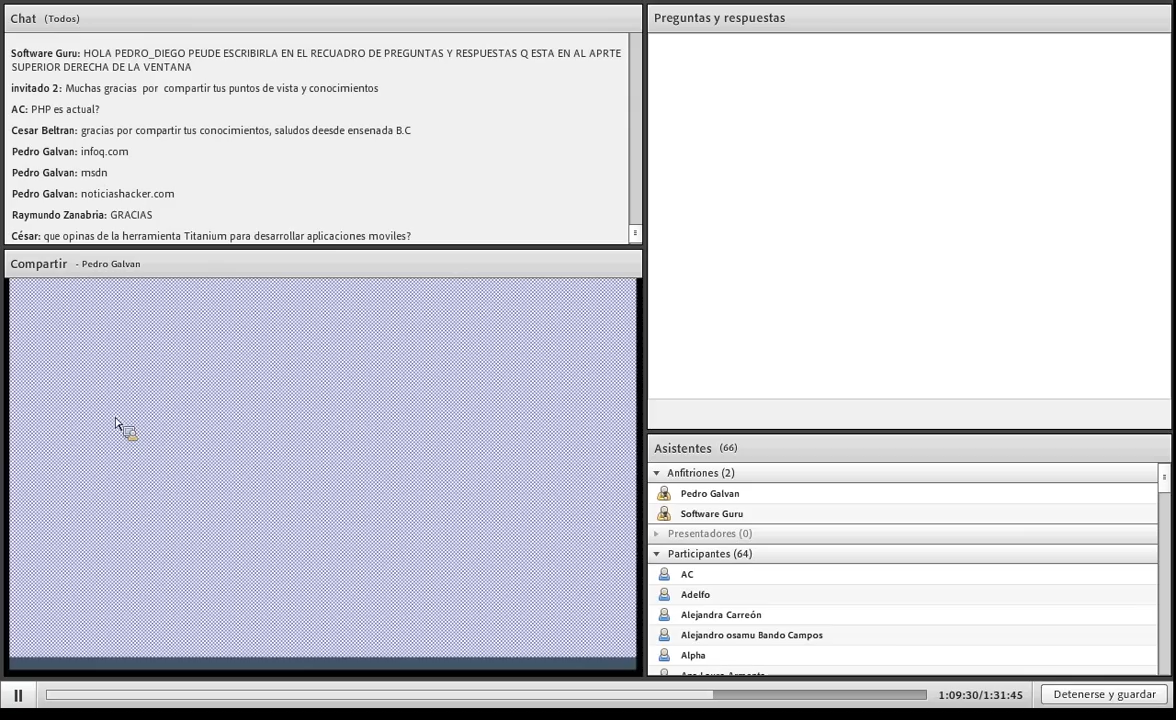 Chat (Todos)
Software Guru: HOLA PEDRO_DIEGO PEUDE ESCRIBIRLA EN EL RECUADRO DE PREGUNTAS Y RESPUESTAS Q ESTA EN AL APRTE
SUPERIOR DERECHA DE LA VENTANA
invitado 2: Muchas gracias por compartir tus puntos de vista y conocimientos
AC: PHP es actual?
Cesar Beltran: gracias por compartir tus conocimientos, saludos deesde ensenada B.C
Pedro Galvan: infoq.com
Pedro Galvan: msdn
Pedro Galvan: noticiashacker.com
Raymundo Zanabria: GRACIAS
César: que opinas de la herramienta Titanium para desarrollar aplicaciones moviles?
Compartir - Pedro Galvan
Preguntas y respuestas
Asistentes (66)
Anfitriones (2)
Pedro Galvan
Software Guru
Presentadores (0)
Participantes (64)
AC
Adelfo
Alejandra Carreón
Alejandro osamu Bando Campos
Alpha
1:09:30/1:31:45
Detenerse y guardar